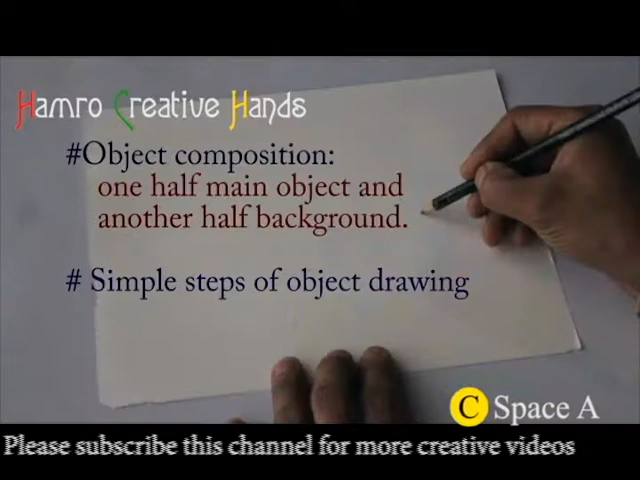 Hamro Creative Hands
#Object composition:
one half main object and
another half background.
# Simple steps of object drawing
C Space A
Please subscribe this channel for more creative videos